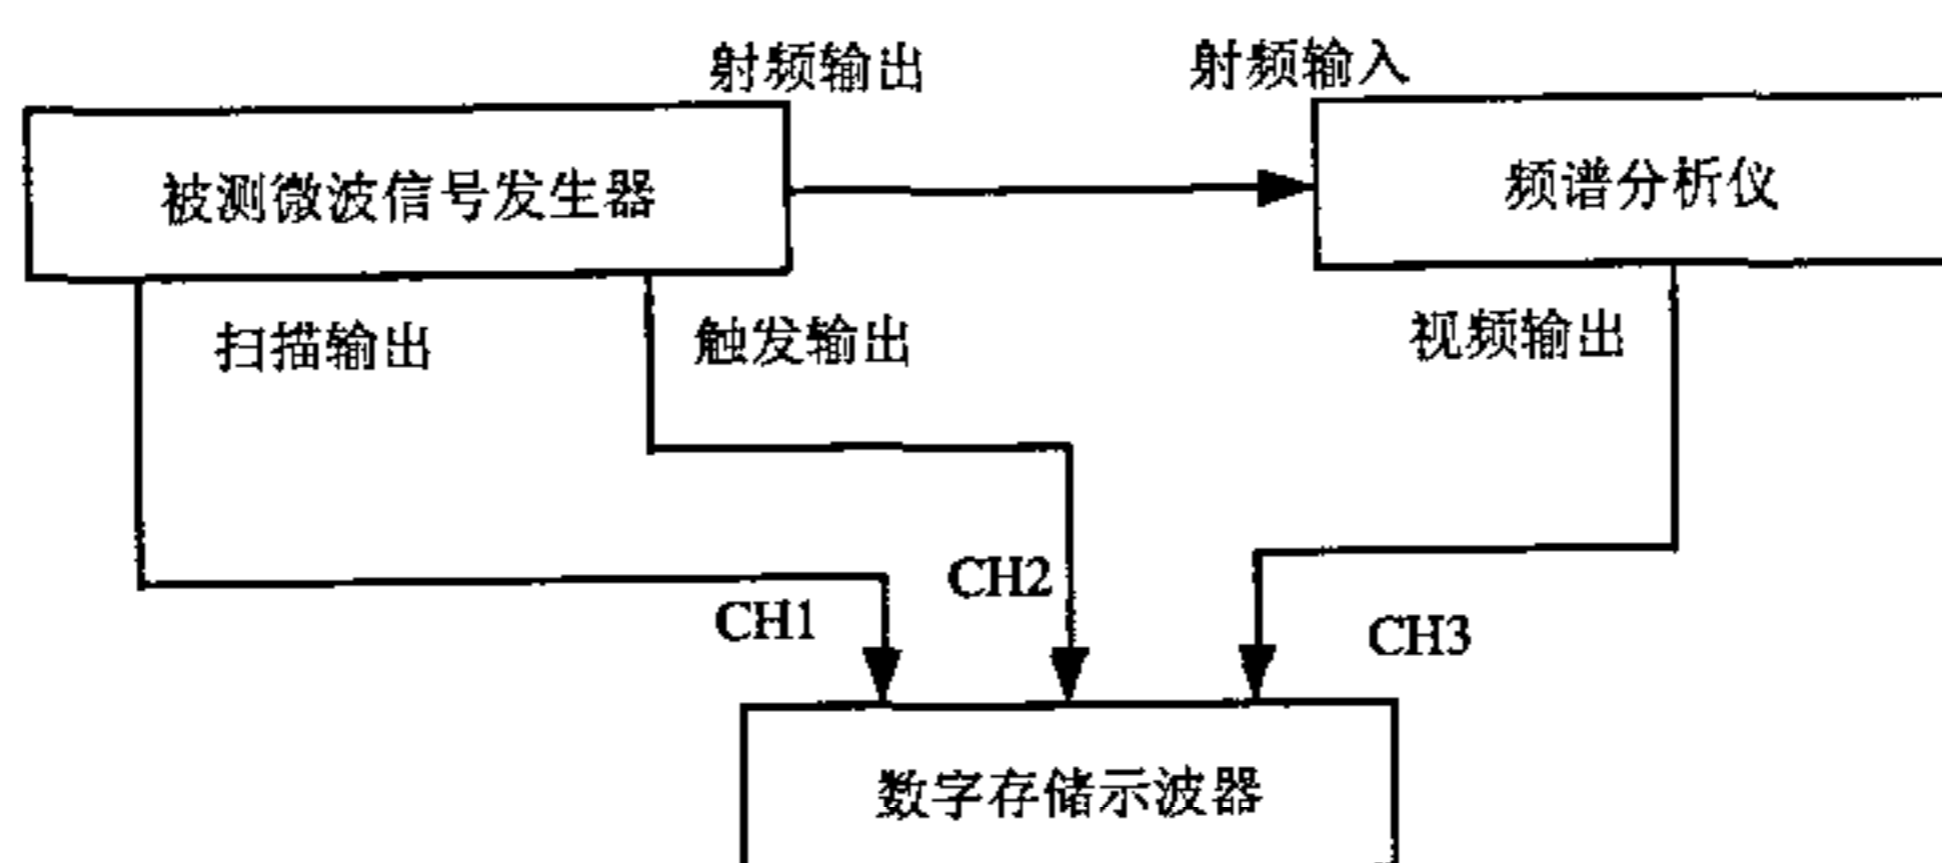 射频输出
射频输入
被测微波信号发生器
频谱分析仪
扫描输出
触发输出
视频输出
CH2
CH1
CH3
数字存储示波器